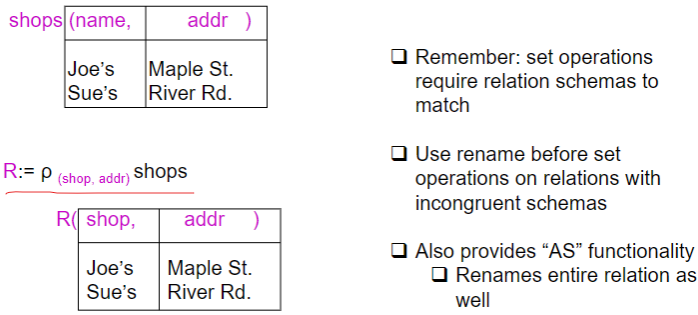 shops(name, addr )
Joe's Maple St.
Sue's River Rd.
R:= ρ (shop, addr) shops
R( shop, addr )
Joe's Maple St.
Sue's River Rd.
❑ Remember: set operations
require relation schemas to
match
❑ Use rename before set
operations on relations with
incongruent schemas
❑ Also provides “AS” functionality
❑ Renames entire relation as
well